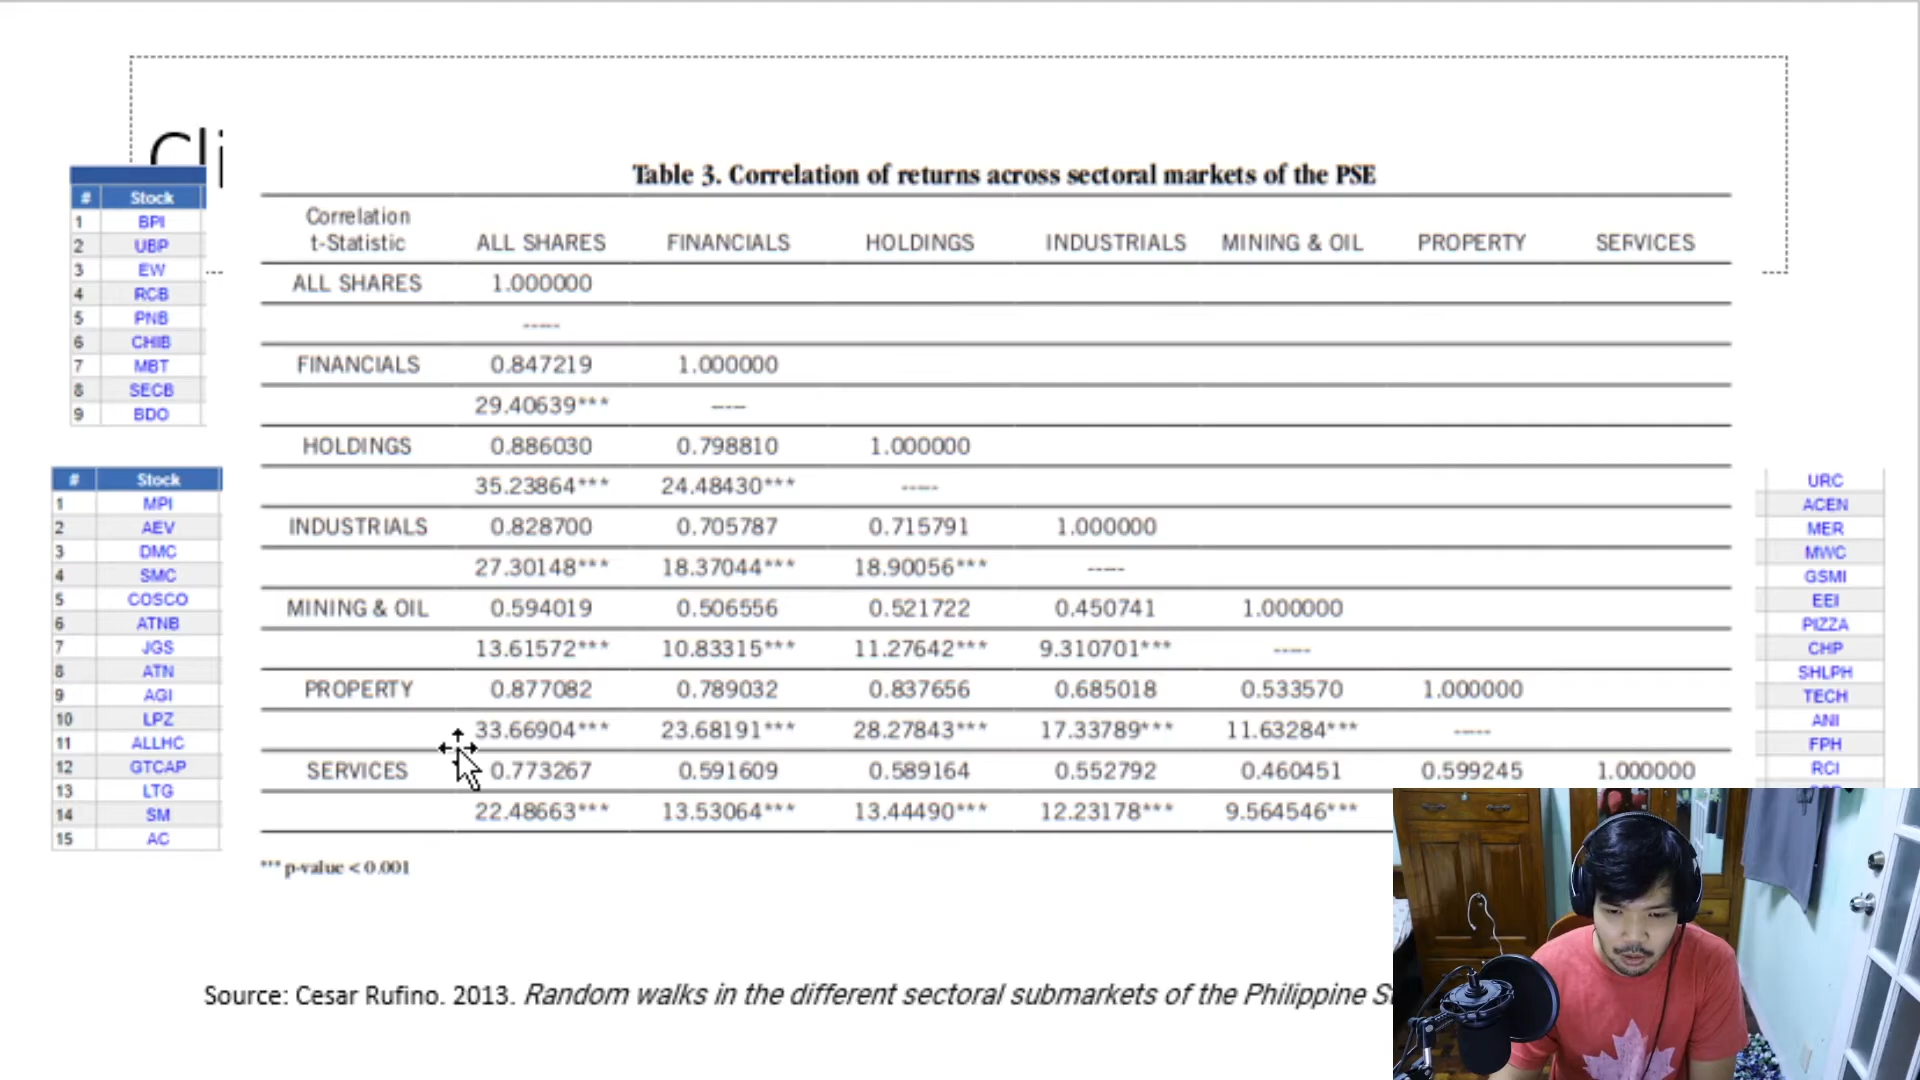 Cli
# Stock
1 BPI
2 UBP
3 EW
4 RCB
5 PNB
6 CHIB
7 MBT
8 SECB
9 BDO
# Stock
1 MPI
2 AEV
3 DMC
4 SMC
5 COSCO
6 ATNB
7 JGS
8 ATN
9 AGI
10 LPZ
11 ALLHC
12 GTCAP
13 LTG
14 SM
15 AC
Table 3. Correlation of returns across sectoral markets of the PSE
Correlation
t-Statistic ALL SHARES FINANCIALS HOLDINGS INDUSTRIALS MINING & OIL PROPERTY SERVICES
ALL SHARES 1.000000
-----
FINANCIALS 0.847219 1.000000
29.40639*** -----
HOLDINGS 0.886030 0.798810 1.000000
35.23864*** 24.48430*** -----
INDUSTRIALS 0.828700 0.705787 0.715791 1.000000
27.30148*** 18.37044*** 18.90056*** -----
MINING & OIL 0.594019 0.506556 0.521722 0.450741 1.000000
13.61572*** 10.83315*** 11.27642*** 9.310701*** -----
PROPERTY 0.877082 0.789032 0.837656 0.685018 0.533570 1.000000
33.66904*** 23.68191*** 28.27843*** 17.33789*** 11.63284*** -----
SERVICES 0.773267 0.591609 0.589164 0.552792 0.460451 0.599245 1.000000
22.48663*** 13.53064*** 13.44490*** 12.23178*** 9.564546***
*** p-value < 0.001
URC
ACEN
MER
MWC
GSMI
EEI
PIZZA
CHP
SHLPH
TECH
ANI
FPH
RCI
Source: Cesar Rufino. 2013. Random walks in the different sectoral submarkets of the Philippine